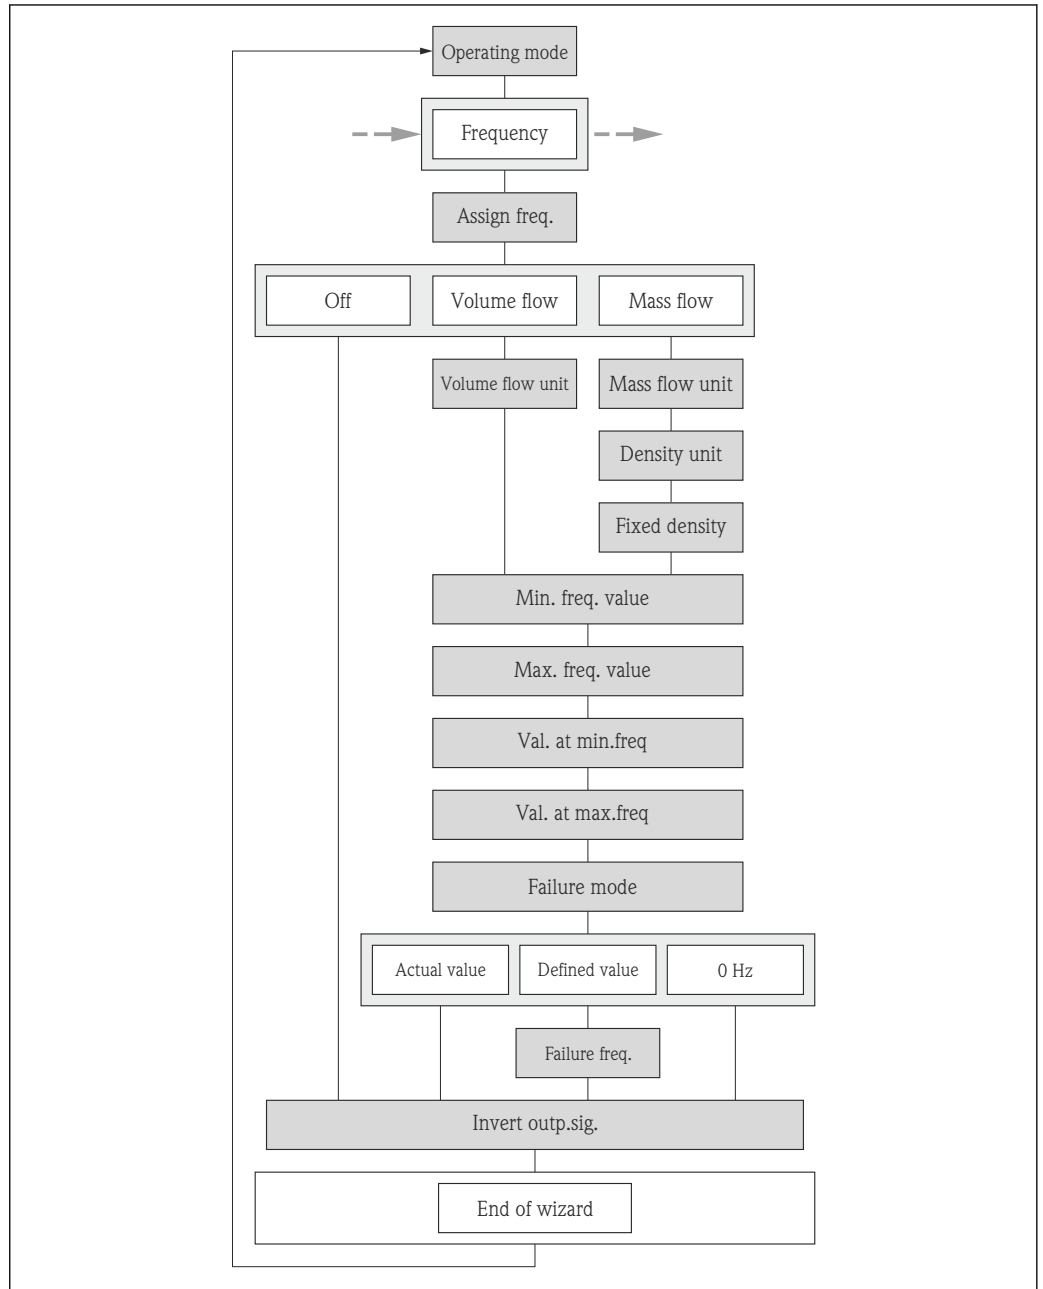 Operating mode
Frequency
Assign freq.
Off
Volume flow
Mass flow
Volume flow unit
Mass flow unit
Density unit
Fixed density
Min. freq. value
Max. freq. value
Val. at min.freq
Val. at max.freq
Failure mode
Actual value
Defined value
0 Hz
Failure freq.
Invert outp.sig.
End of wizard